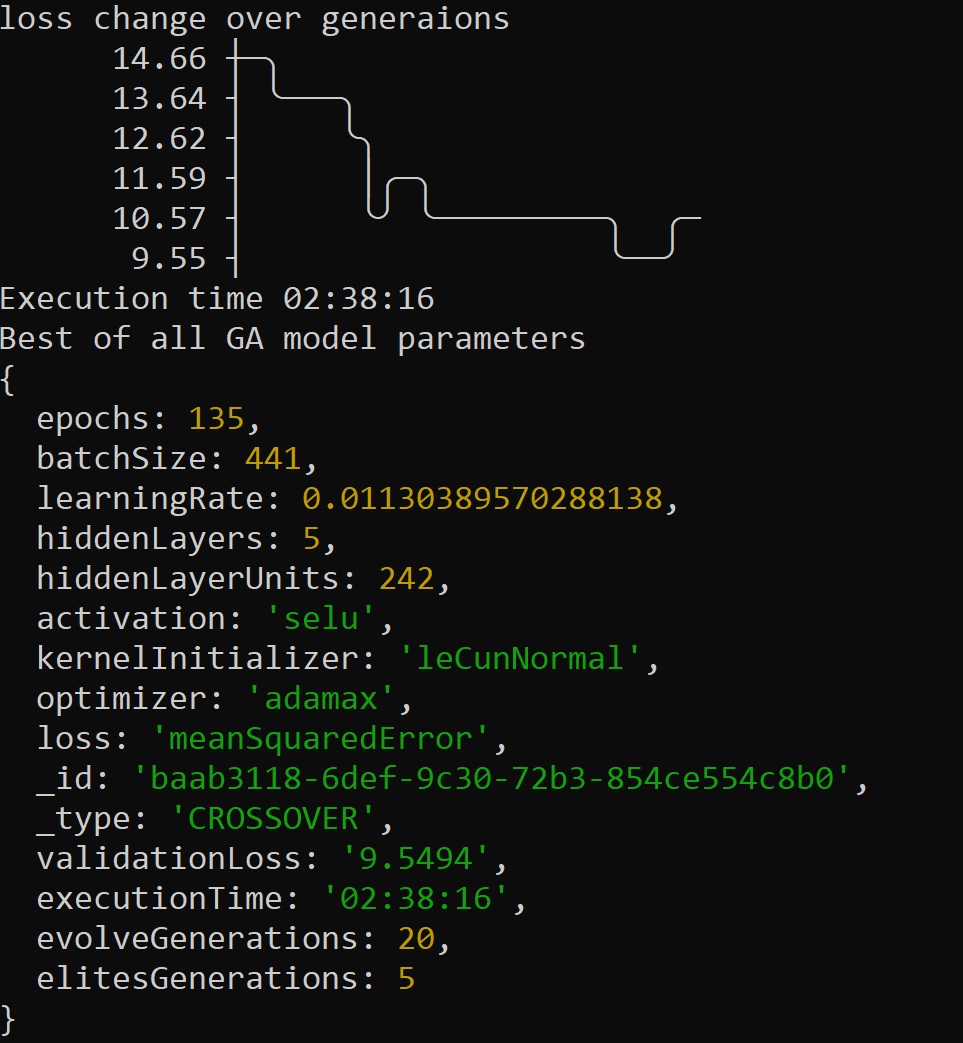 loss change over generaions
14.66
13.64
12.62
11.59
10.57
9.55
Execution time 02:38:16
Best of all GA model parameters
{
  epochs: 135,
  batchSize: 441,
  learningRate: 0.01130389570288138,
  hiddenLayers: 5,
  hiddenLayerUnits: 242,
  activation: 'selu',
  kernelInitializer: 'leCunNormal',
  optimizer: 'adamax',
  loss: 'meanSquaredError',
  _id: 'baab3118-6def-9c30-72b3-854ce554c8b0',
  _type: 'CROSSOVER',
  validationLoss: '9.5494',
  executionTime: '02:38:16',
  evolveGenerations: 20,
  elitesGenerations: 5
}